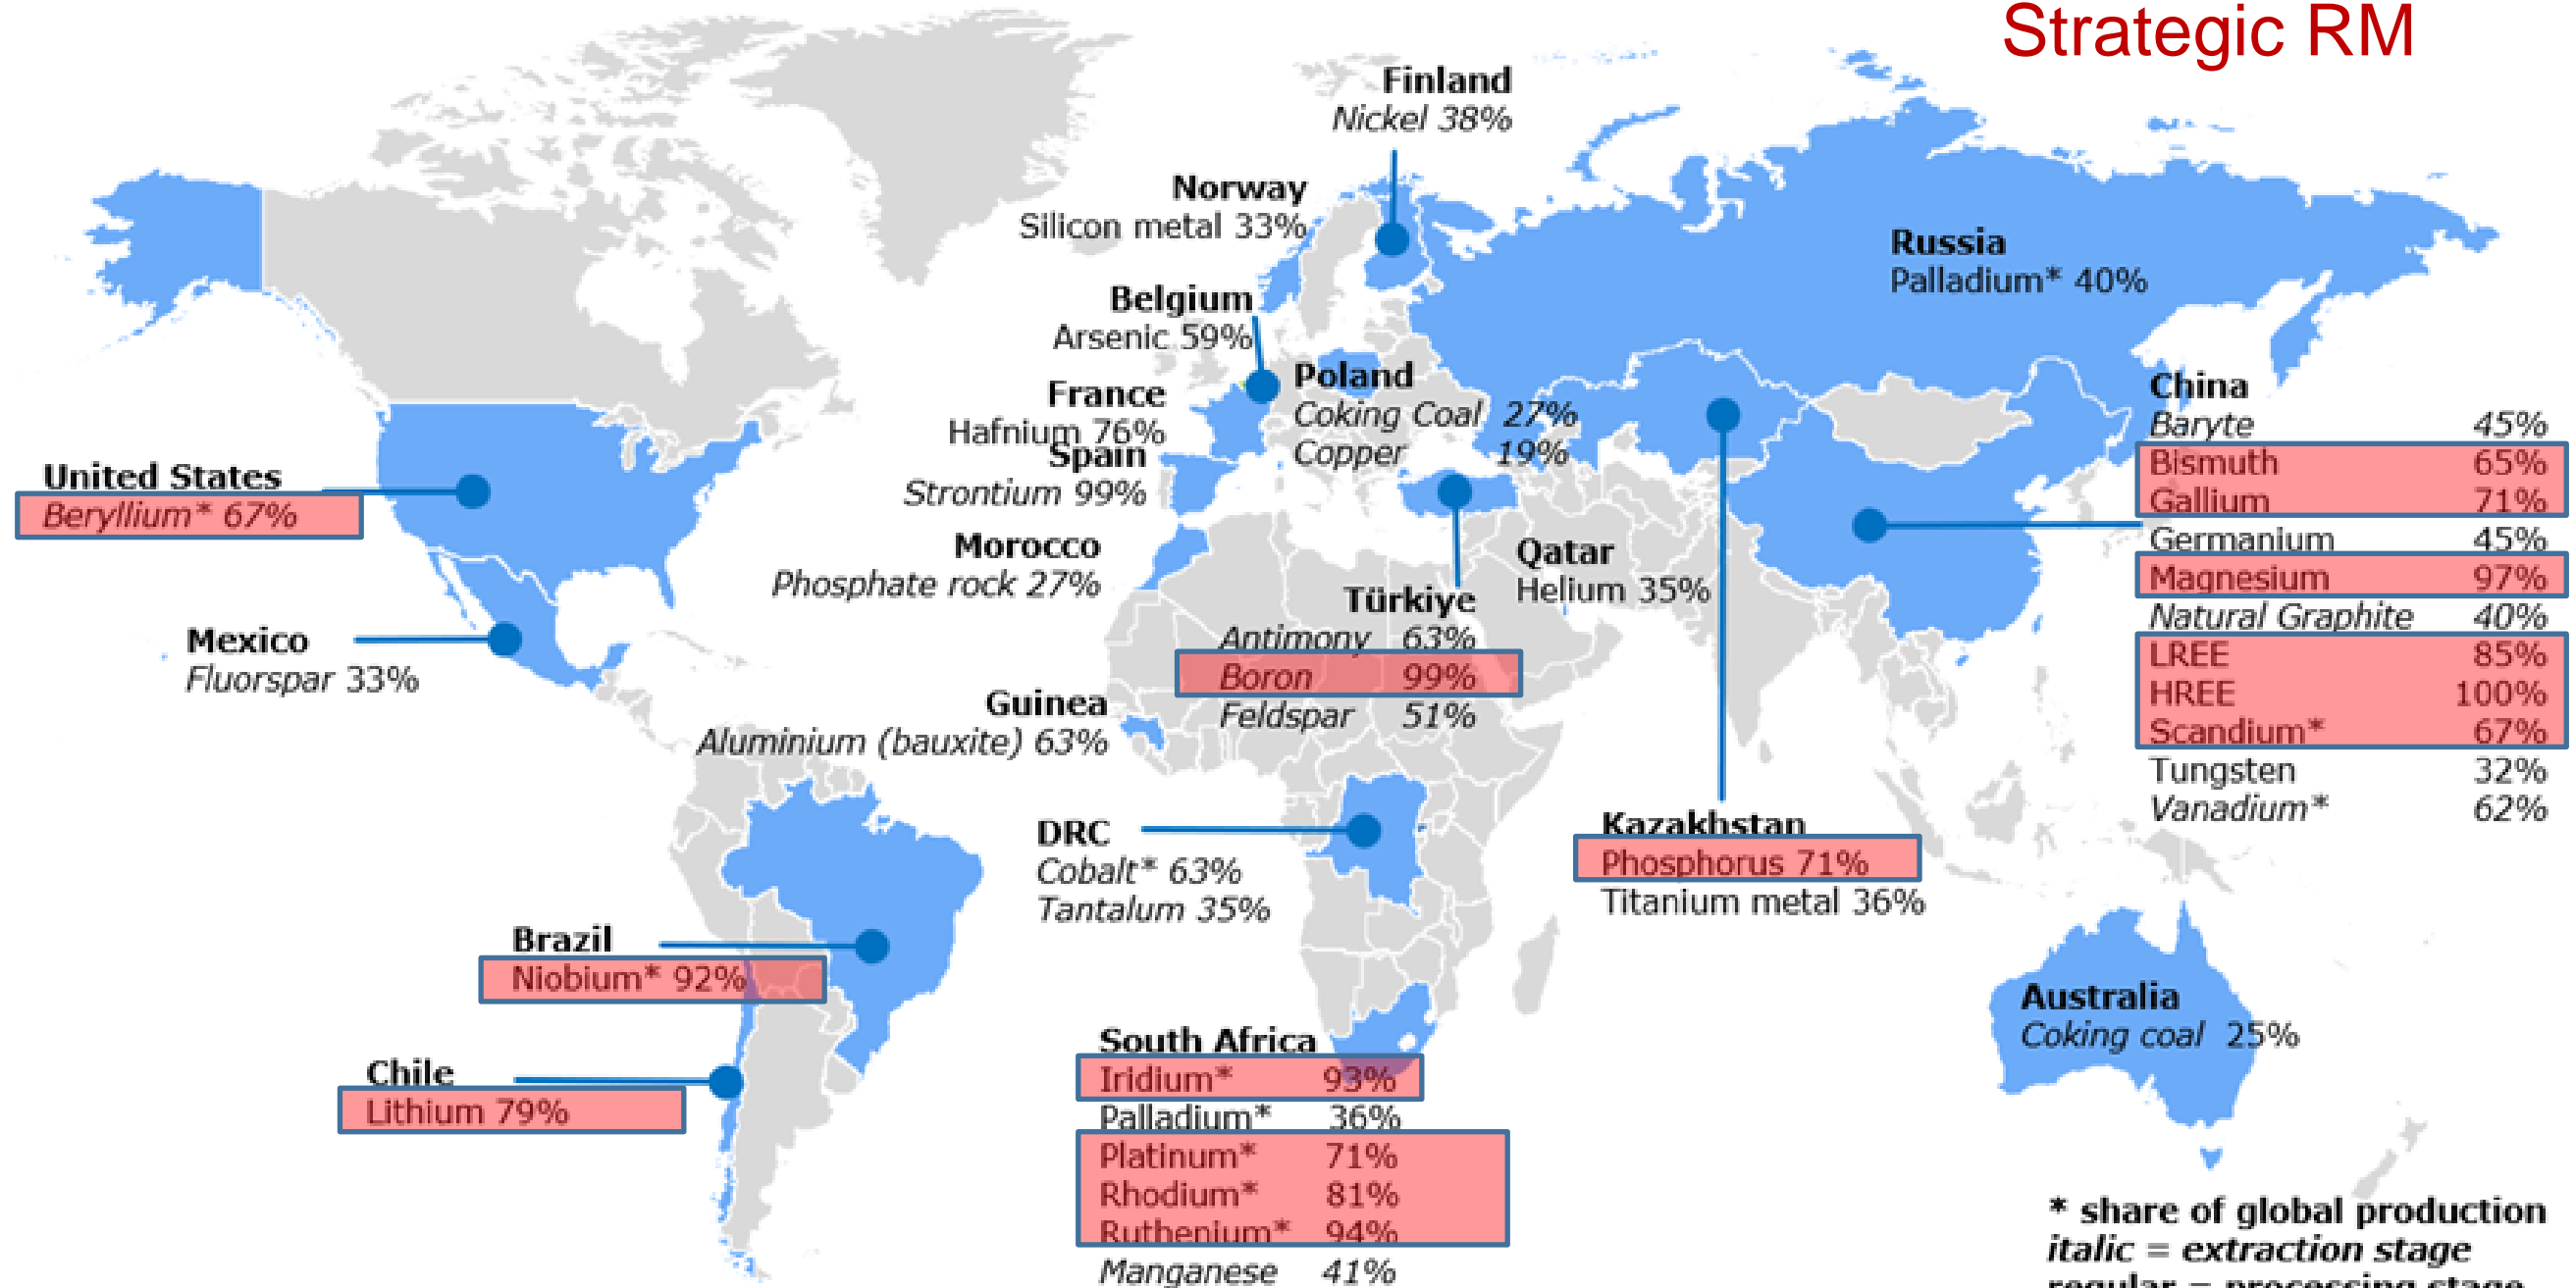 Strategic RM
Finland
Nickel 38%
Norway
Silicon metal 33%
Russia
Palladium* 40%
Belgium
Arsenic 59%
France
Hafnium 76%
Poland
Coking Coal 27%
Copper 19%
Spain
Strontium 99%
China
Baryte 45%
Bismuth 65%
Gallium 71%
Germanium 45%
Magnesium 97%
Natural Graphite 40%
LREE 85%
HREE 100%
Scandium* 67%
Tungsten 32%
Vanadium* 62%
United States
Beryllium* 67%
Morocco
Phosphate rock 27%
Qatar
Helium 35%
Türkiye
Antimony 63%
Boron 99%
Feldspar 51%
Mexico
Fluorspar 33%
Guinea
Aluminium (bauxite) 63%
DRC
Cobalt* 63%
Tantalum 35%
Kazakhstan
Phosphorus 71%
Titanium metal 36%
Brazil
Niobium* 92%
Australia
Coking coal 25%
Chile
Lithium 79%
South Africa
Iridium* 93%
Palladium* 36%
Platinum* 71%
Rhodium* 81%
Ruthenium* 94%
Manganese 41%
* share of global production
italic = extraction stage
regular = processing stage